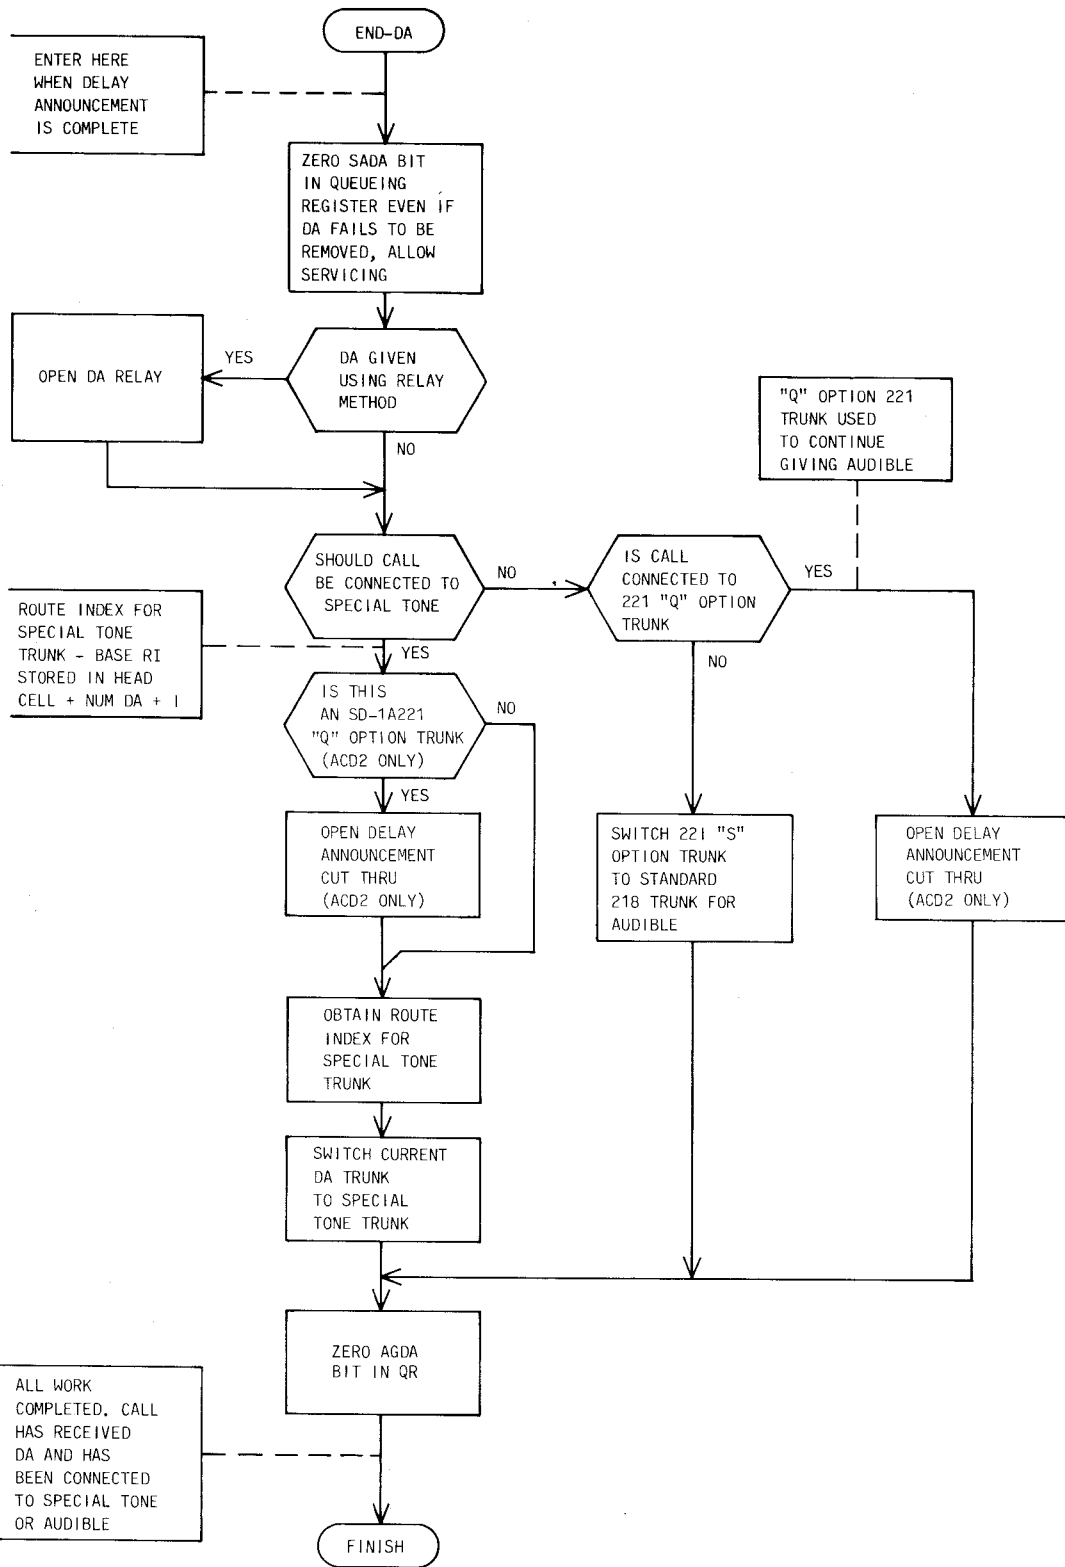 END-DA
ENTER HERE
WHEN DELAY
ANNOUNCEMENT
IS COMPLETE
ZERO SADA BIT
IN QUEUEING
REGISTER EVEN IF
DA FAILS TO BE
REMOVED, ALLOW
SERVICING
OPEN DA RELAY
YES
DA GIVEN
USING RELAY
METHOD
NO
"Q" OPTION 221
TRUNK USED
TO CONTINUE
GIVING AUDIBLE
SHOULD CALL
BE CONNECTED TO
SPECIAL TONE
NO
IS CALL
CONNECTED TO
221 "Q" OPTION
TRUNK
YES
NO
ROUTE INDEX FOR
SPECIAL TONE
TRUNK - BASE RI
STORED IN HEAD
CELL + NUM DA + I
YES
IS THIS
AN SD-1A221
"Q" OPTION TRUNK
(ACD2 ONLY)
NO
YES
OPEN DELAY
ANNOUNCEMENT
CUT THRU
(ACD2 ONLY)
SWITCH 221 "S"
OPTION TRUNK
TO STANDARD
218 TRUNK FOR
AUDIBLE
OPEN DELAY
ANNOUNCEMENT
CUT THRU
(ACD2 ONLY)
OBTAIN ROUTE
INDEX FOR
SPECIAL TONE
TRUNK
SWITCH CURRENT
DA TRUNK
TO SPECIAL
TONE TRUNK
ZERO AGDA
BIT IN QR
ALL WORK
COMPLETED. CALL
HAS RECEIVED
DA AND HAS
BEEN CONNECTED
TO SPECIAL TONE
OR AUDIBLE
FINISH